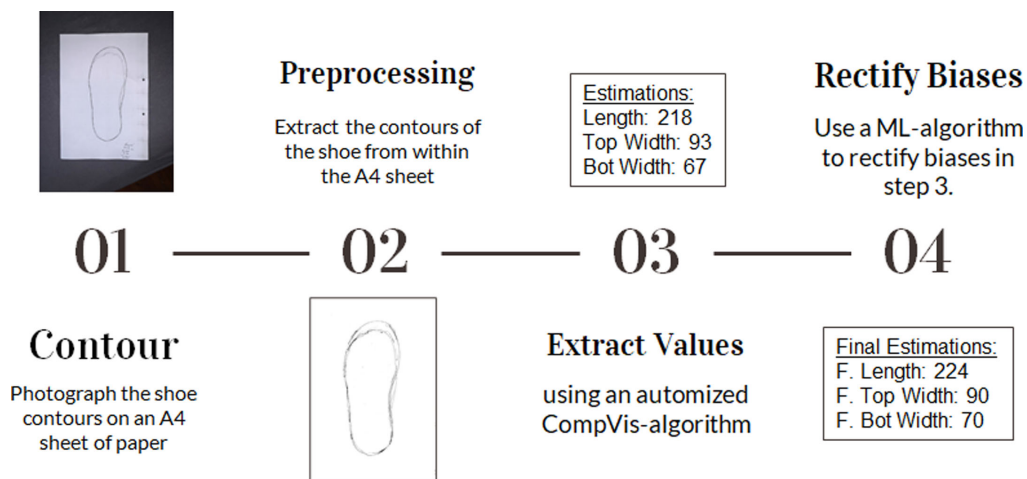 01
Contour
Photograph the shoe
contours on an A4
sheet of paper
Preprocessing
Extract the contours of
the shoe from within
the A4 sheet
02
Estimations:
Length: 218
Top Width: 93
Bot Width: 67
03
Extract Values
using an automized
CompVis-algorithm
Rectify Biases
Use a ML-algorithm
to rectify biases in
step 3.
04
Final Estimations:
F. Length: 224
F. Top Width: 90
F. Bot Width: 70